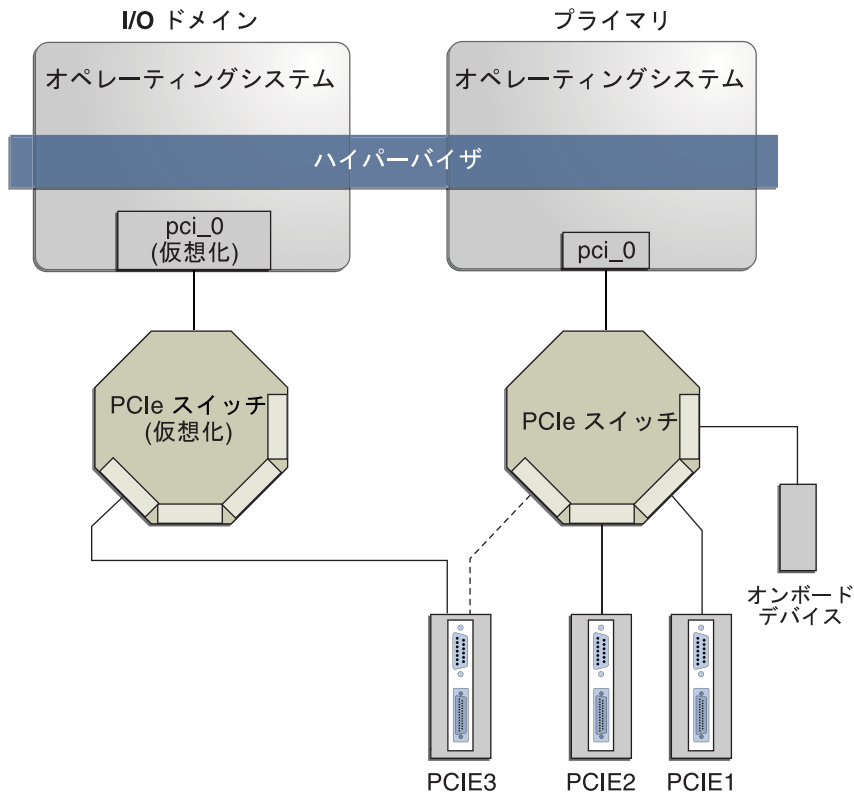 I/O ドメイン
プライマリ
オペレーティングシステム
オペレーティングシステム
ハイパーバイザ
pci_0
(仮想化)
pci_0
PCIe スイッチ
(仮想化)
PCIe スイッチ
オンボード
デバイス
PCIE3
PCIE2
PCIE1